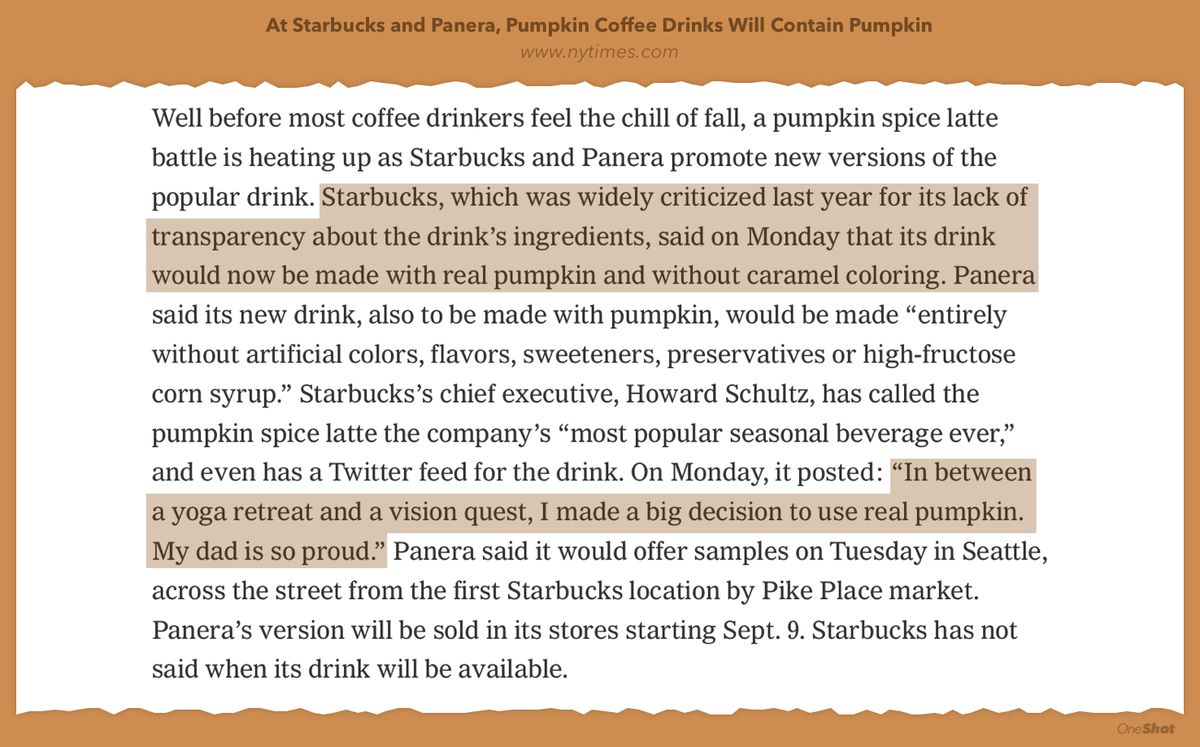 At Starbucks and Panera, Pumpkin Coffee Drinks Will Contain Pumpkin
www.nytimes.com
Well before most coffee drinkers feel the chill of fall, a pumpkin spice latte
battle is heating up as Starbucks and Panera promote new versions of the
popular drink. Starbucks, which was widely criticized last year for its lack of
transparency about the drink’s ingredients, said on Monday that its drink
would now be made with real pumpkin and without caramel coloring. Panera
said its new drink, also to be made with pumpkin, would be made “entirely
without artificial colors, flavors, sweeteners, preservatives or high-fructose
corn syrup.” Starbucks’s chief executive, Howard Schultz, has called the
pumpkin spice latte the company’s “most popular seasonal beverage ever,”
and even has a Twitter feed for the drink. On Monday, it posted: “In between
a yoga retreat and a vision quest, I made a big decision to use real pumpkin.
My dad is so proud.” Panera said it would offer samples on Tuesday in Seattle,
across the street from the first Starbucks location by Pike Place market.
Panera’s version will be sold in its stores starting Sept. 9. Starbucks has not
said when its drink will be available.
OneShot